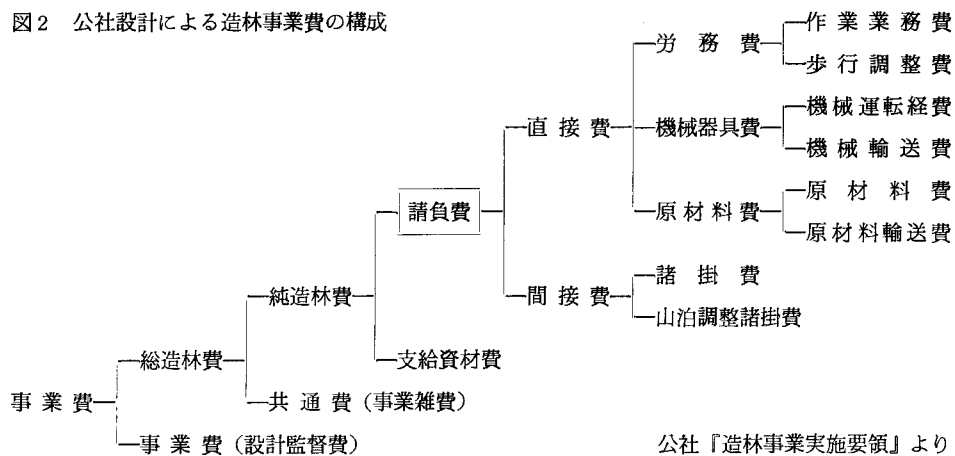 図2 公社設計による造林事業費の構成
作業業務費
労務費
歩行調整費
機械運転経費
直接費
機械器具費
機械輸送費
原材料費
請負費
原材料費
原材料輸送費
諸掛費
純造林費
間接費
山泊調整諸掛費
総造林費
支給資材費
事業費
共通費(事業雑費)
事業費(設計監督費)
公社『造林事業実施要領』より